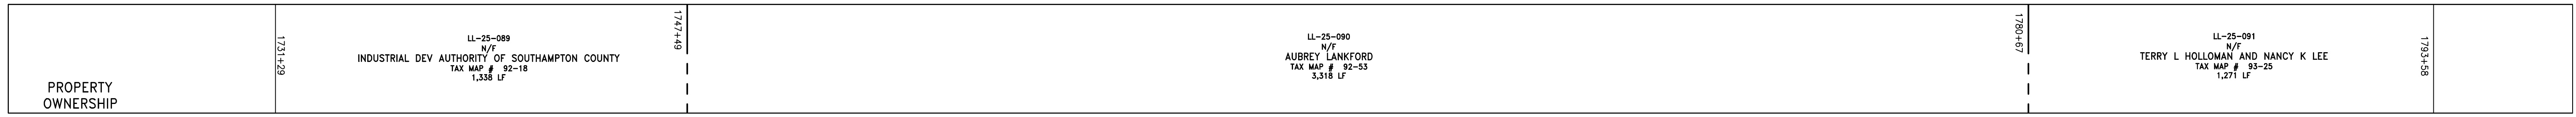 PROPERTY
OWNERSHIP
1731+29
LL-25-089
N/F
INDUSTRIAL DEV AUTHORITY OF SOUTHAMPTON COUNTY
TAX MAP # 92-18
1,338 LF
1747+49
LL-25-090
N/F
AUBREY LANKFORD
TAX MAP # 92-53
3,318 LF
1780+67
LL-25-091
N/F
TERRY L HOLLOMAN AND NANCY K LEE
TAX MAP # 93-25
1,271 LF
1793+58